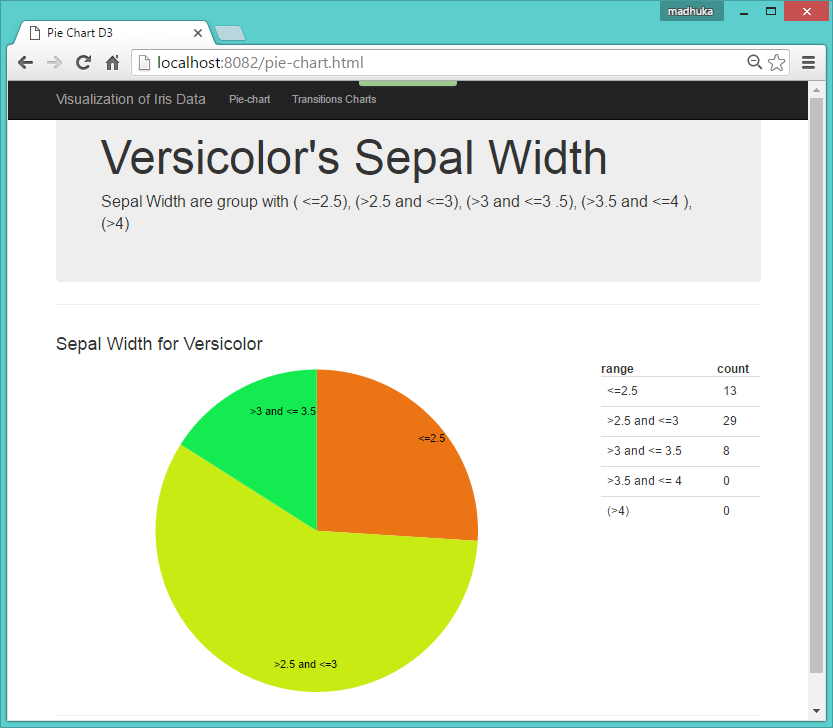 madhuka
Pie Chart D3
localhost:8082/pie-chart.html
Visualization of Iris Data Pie-chart Transitions Charts
Versicolor's Sepal Width
Sepal Width are group with ( <=2.5), (>2.5 and <=3), (>3 and <=3 .5), (>3.5 and <=4 ),
(>4)
Sepal Width for Versicolor
>3 and <= 3.5
<=2.5
>2.5 and <=3
range count
<=2.5 13
>2.5 and <=3 29
>3 and <= 3.5 8
>3.5 and <= 4 0
(>4) 0